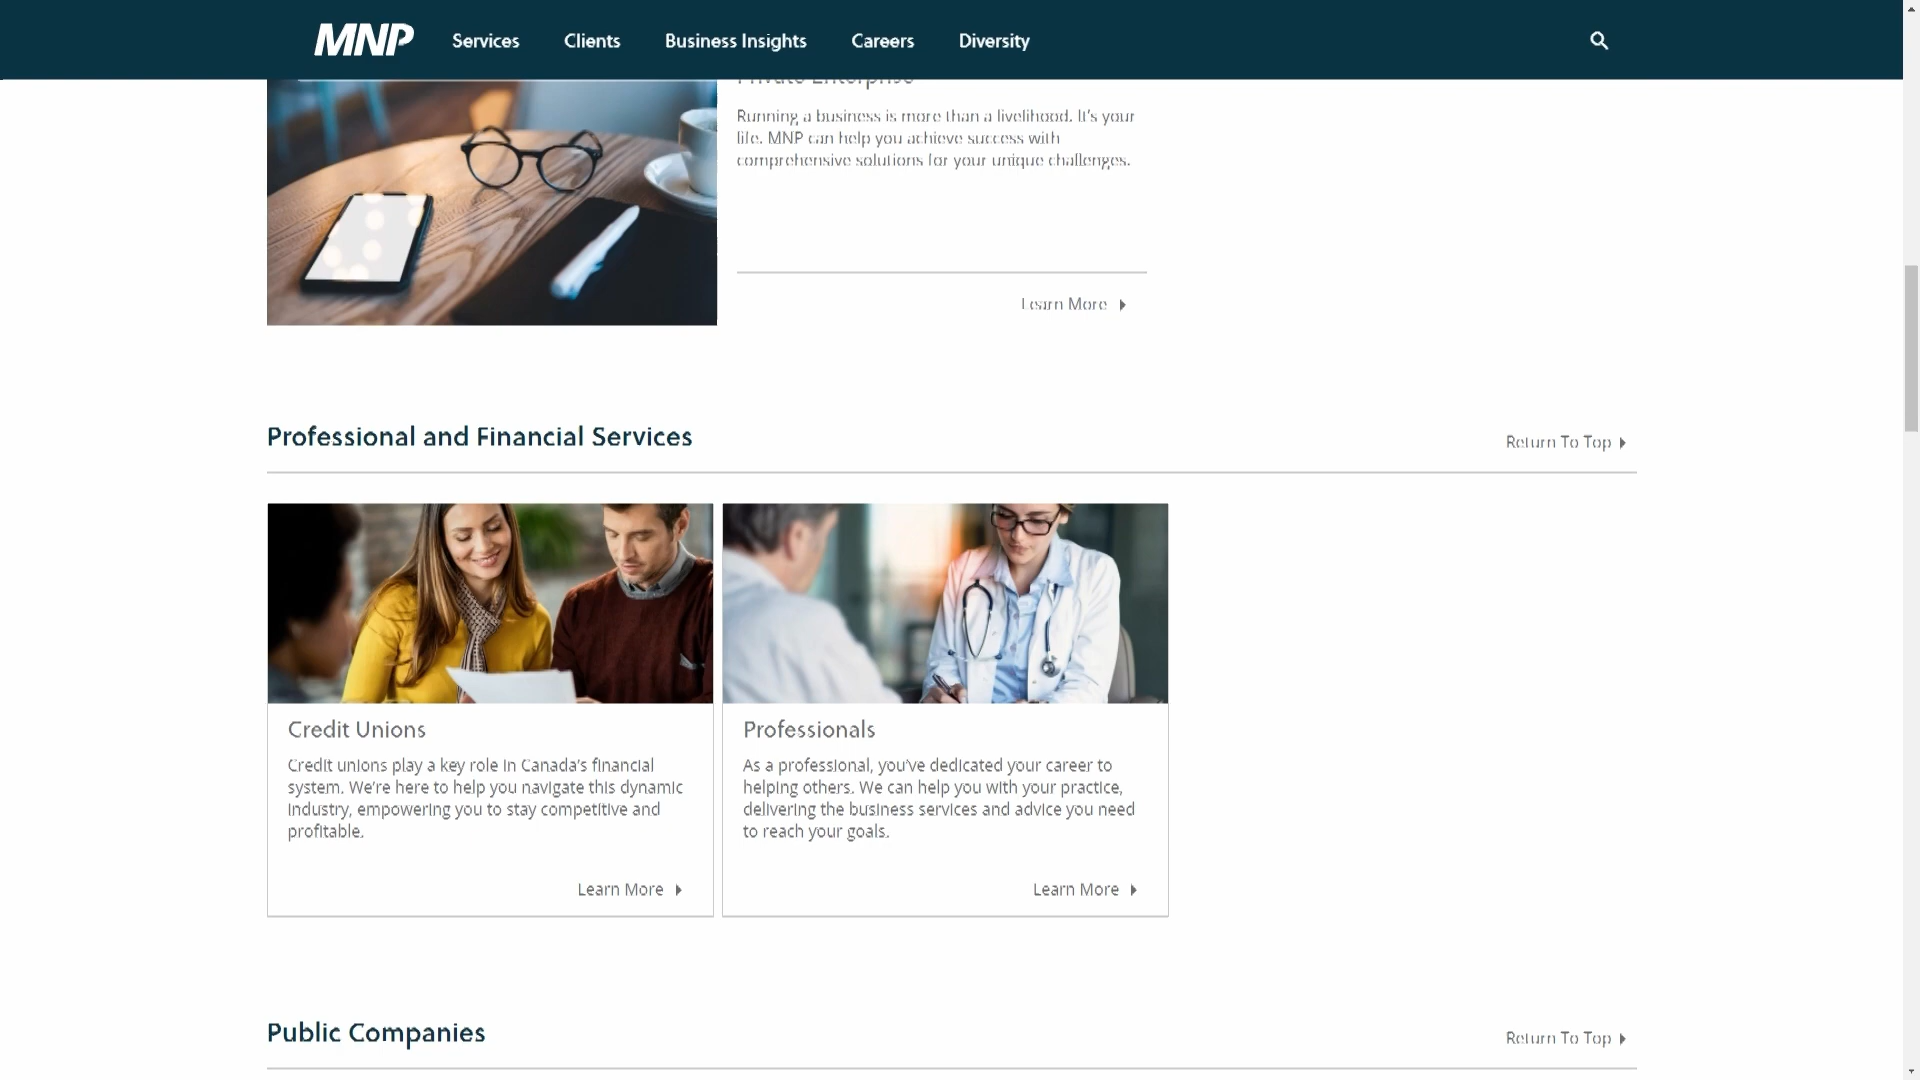 MNP
Services
Clients
Business Insights
Careers
Diversity
Private Enterprise
Running a business is more than a livelihood. It's your
life. MNP can help you achieve success with
comprehensive solutions for your unique challenges.
Learn More
Professional and Financial Services
Return To Top
Credit Unions
Credit unions play a key role in Canada's financial
system. We're here to help you navigate this dynamic
industry, empowering you to stay competitive and
profitable.
Learn More
Professionals
As a professional, you've dedicated your career to
helping others. We can help you with your practice,
delivering the business services and advice you need
to reach your goals.
Learn More
Public Companies
Return To Top